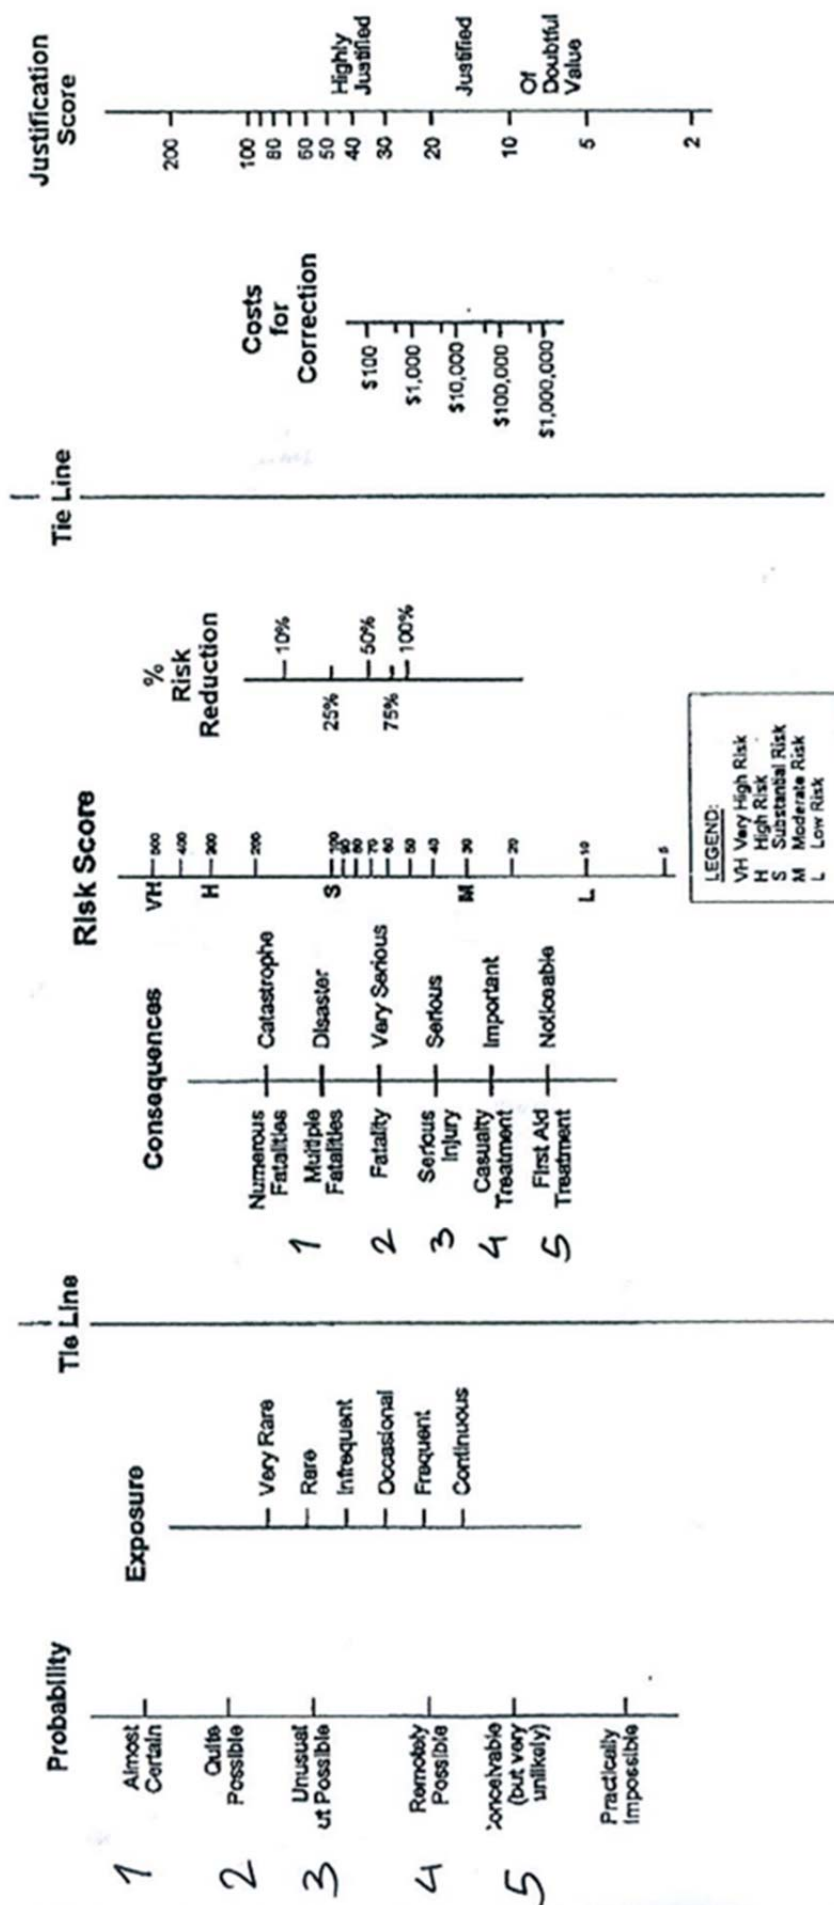 Probability
1
Almost
Certain
2
Quite
Possible
3
Unusual
ut Possible
4
Remotely
Possible
5
onceivable
(but very
unlikely)
Practically
Impossible
Exposure
Very Rare
Rare
Infrequent
Occasional
Frequent
Continuous
Tie Line
Consequences
Numerous
Fatalities
Catastrophe
1
Multiple
Fatalities
Disaster
2
Fatality
Very Serious
3
Serious
Injury
Serious
4
Casualty
Treatment
Important
5
First Aid
Treatment
Noticeable
Risk Score
VH
500
400
H
300
200
S
100
90
80
70
60
50
40
M
30
20
L
10
5
%
Risk
Reduction
10%
25%
50%
75%
100%
LEGEND:
VH Very High Risk
H High Risk
S Substantial Risk
M Moderate Risk
L Low Risk
Tie Line
Costs
for
Correction
$100
$1,000
$10,000
$100,000
$1,000,000
Justification
Score
200
100
80
60
50
40
30
20
10
5
2
Highly
Justified
Justified
Of
Doubtful
Value